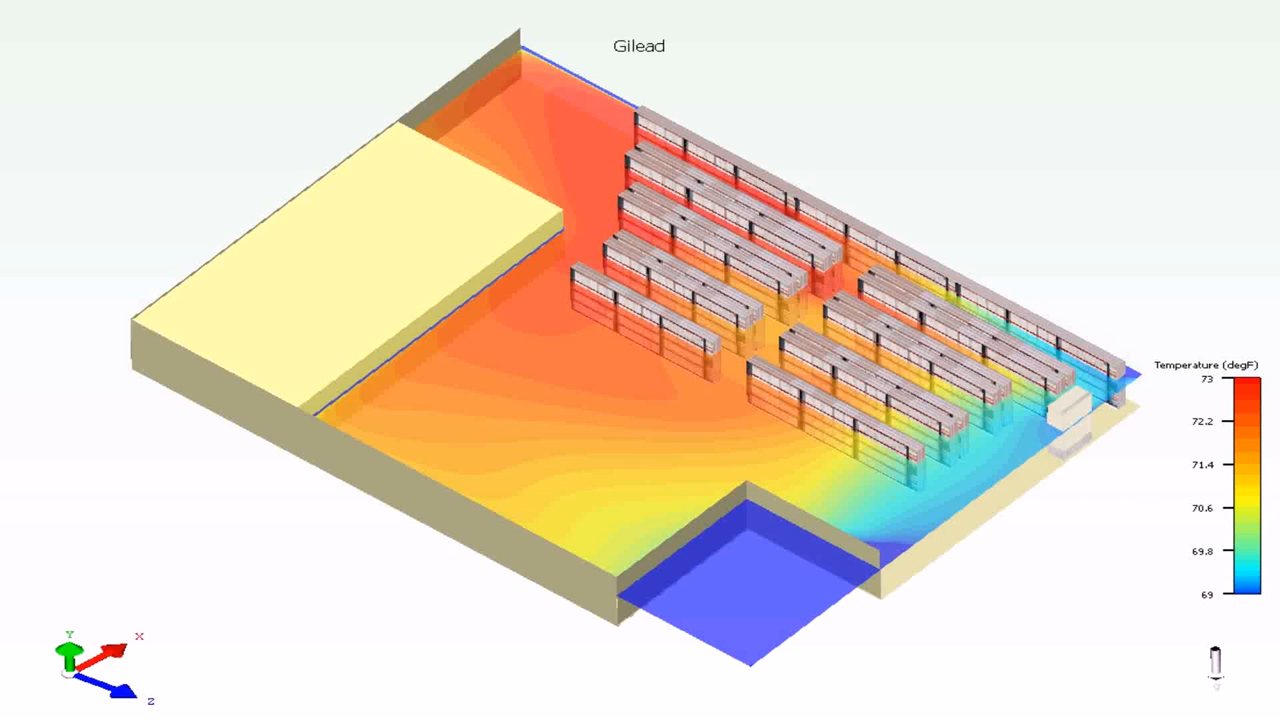 Gilead
Temperature (degF)
73
72.2
71.4
70.6
69.8
69
Y
X
Z
g